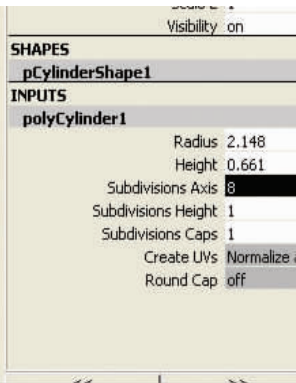 Visibility on
SHAPES
pCylinderShape1
INPUTS
polyCylinder1
Radius 2.148
Height 0.661
Subdivisions Axis 8
Subdivisions Height 1
Subdivisions Caps 1
Create UVs Normalize
Round Cap off